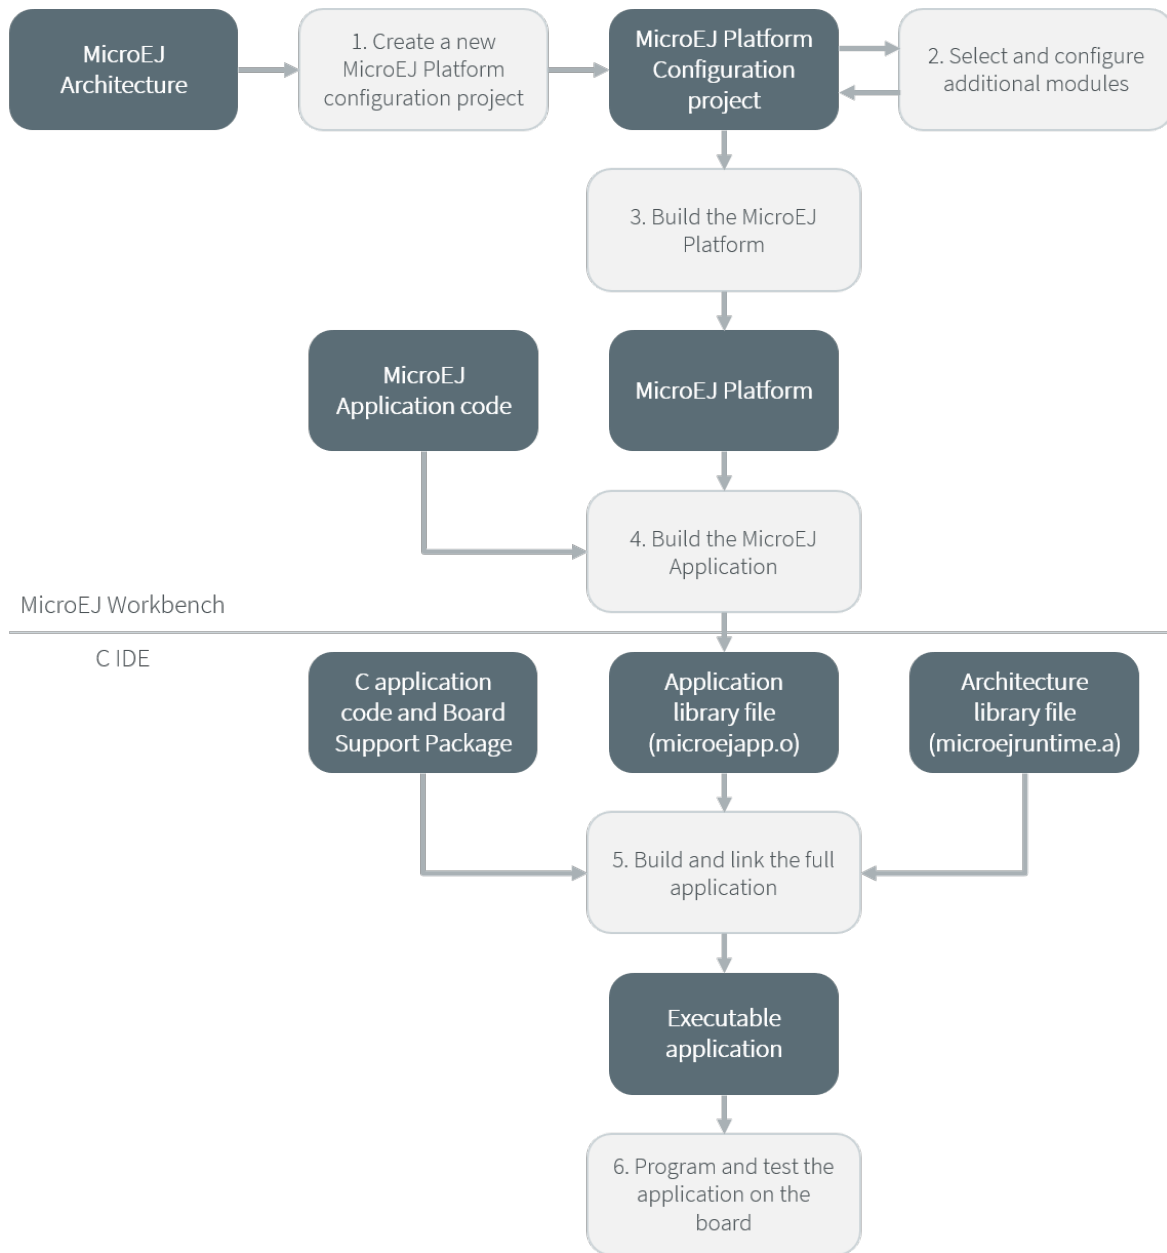 MicroEJ
Architecture
1. Create a new
MicroEJ Platform
configuration project
MicroEJ Platform
Configuration
project
2. Select and configure
additional modules
3. Build the MicroEJ
Platform
MicroEJ
Application code
MicroEJ Platform
4. Build the MicroEJ
Application
MicroEJ Workbench
C IDE
C application
code and Board
Support Package
Application
library file
(microejapp.o)
Architecture
library file
(microejruntime.a)
5. Build and link the full
application
Executable
application
6. Program and test the
application on the
board